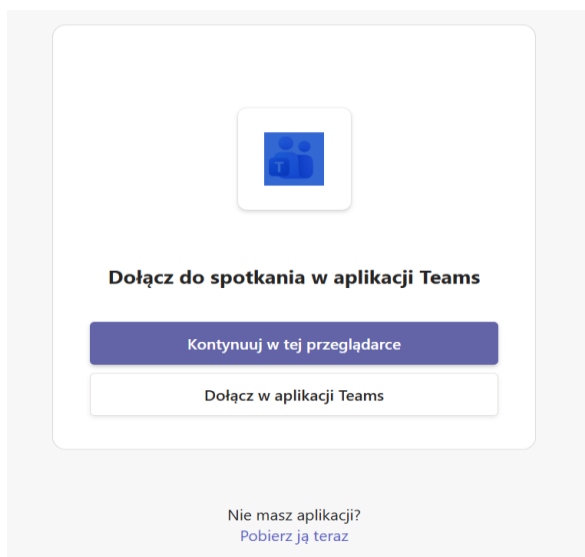 T
Dołącz do spotkania w aplikacji Teams
Kontynuuj w tej przeglądarce
Dołącz w aplikacji Teams
Nie masz aplikacji?
Pobierz ją teraz